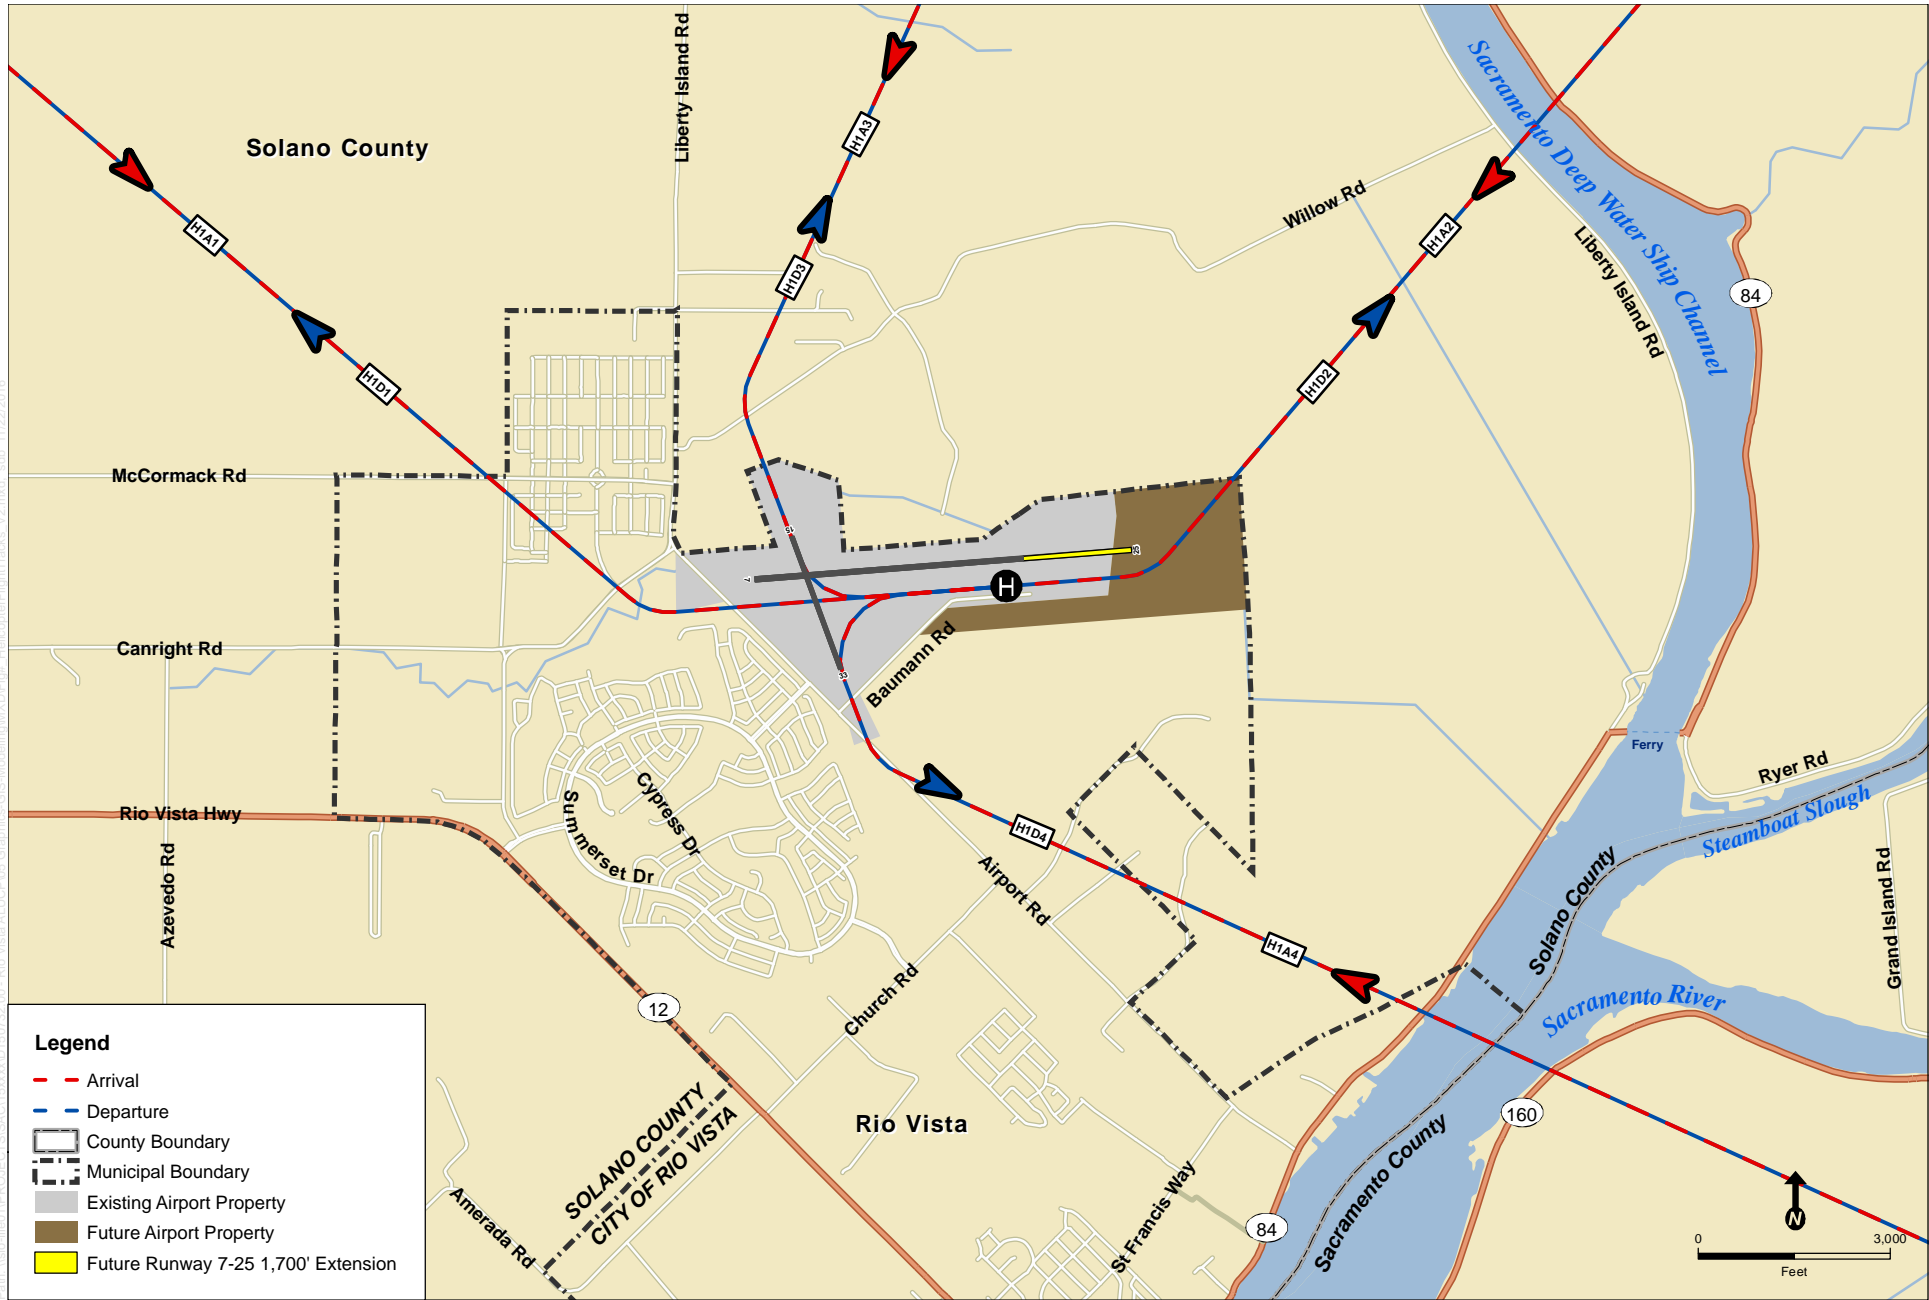 Solano County
Liberty Island Rd
H1A3
H1A1
H1D3
Willow Rd
H1A2
Sacramento Deep Water Ship Channel
Liberty Island Rd
84
H1D1
H1D2
McCormack Rd
15
7
25
H
33
Canright Rd
Baumann Rd
Ferry
Ryer Rd
Steamboat Slough
Rio Vista Hwy
Azevedo Rd
Summerset Dr
Cypress Dr
H1D4
Airport Rd
Solano County
Grand Island Rd
H1A4
Church Rd
12
Sacramento River
Rio Vista
160
Sacramento County
SOLANO COUNTY
CITY OF RIO VISTA
Amerada Rd
St Francis Way
84
N
0 3,000
Feet
Legend
Arrival
Departure
County Boundary
Municipal Boundary
Existing Airport Property
Future Airport Property
Future Runway 7-25 1,700' Extension